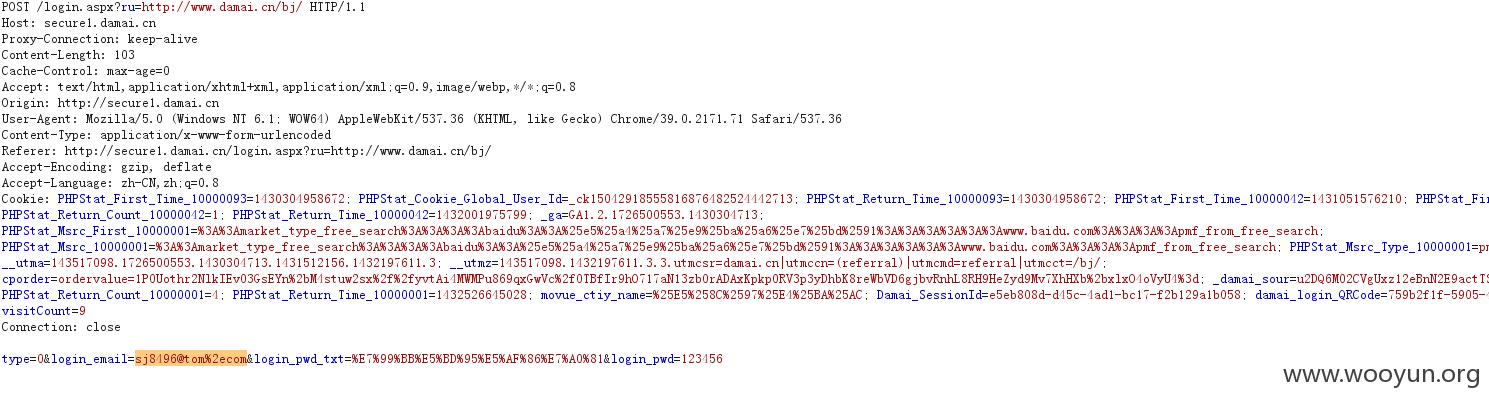 POST /login.aspx?ru=http://www.damai.cn/bj/ HTTP/1.1
Host: secure1.damai.cn
Proxy-Connection: keep-alive
Content-Length: 103
Cache-Control: max-age=0
Accept: text/html,application/xhtml+xml,application/xml;q=0.9,image/webp,*/*;q=0.8
Origin: http://secure1.damai.cn
User-Agent: Mozilla/5.0 (Windows NT 6.1; WOW64) AppleWebKit/537.36 (KHTML, like Gecko) Chrome/39.0.2171.71 Safari/537.36
Content-Type: application/x-www-form-urlencoded
Referer: http://secure1.damai.cn/login.aspx?ru=http://www.damai.cn/bj/
Accept-Encoding: gzip, deflate
Accept-Language: zh-CN,zh;q=0.8
Cookie: PHPStat_First_Time_10000093=1430304958672; PHPStat_Cookie_Global_User_Id=_ck15042918555816876482524442713; PHPStat_Return_Time_10000093=1430304958672; PHPStat_First_Time_10000042=1431051576210; PHPStat_Fir
PHPStat_Return_Count_10000042=1; PHPStat_Return_Time_10000042=1432001975799; _ga=GA1.2.1726500553.1430304713;
PHPStat_Msrc_First_10000001=%3A%3Amarket_type_free_search%3A%3A%3A%3Abaidu%3A%3A%25e5%25a4%25a7%25e9%25ba%25a6%25e7%25bd%2591%3A%3A%3A%3A%3A%3Awww.baidu.com%3A%3A%3A%3Apmf_from_free_search;
PHPStat_Msrc_10000001=%3A%3Amarket_type_free_search%3A%3A%3A%3Abaidu%3A%3A%25e5%25a4%25a7%25e9%25ba%25a6%25e7%25bd%2591%3A%3A%3A%3A%3A%3Awww.baidu.com%3A%3A%3A%3Apmf_from_free_search; PHPStat_Msrc_Type_10000001=pm
__utma=143517098.1726500553.1430304713.1431512156.1432197611.3; __utmz=143517098.1432197611.3.3.utmcsr=damai.cn|utmccn=(referral)|utmcmd=referral|utmcct=/bj/;
cporder=ordervalue=1P0Uothr2NlkIEv03GsEYn%2bM4stuw2sx%2f%2fyvtAi4MWMPu869qxGwVc%2f0TBfIr9hO717aN13zb0rADAxKpkp0RV3p3yDhbK8reWbVD6gjbvRnhL8RH9HeZyd9Mv7XhHXb%2bxlxO4oVyU4%3d; _damai_sour=u2DQ6M02CVgUxz12eBnN2E9actTS
PHPStat_Return_Count_10000001=4; PHPStat_Return_Time_10000001=1432526645028; movue_ctiy_name=%25E5%258C%2597%25E4%25BA%25AC; Damai_SessionId=e5eb808d-d45c-4ad1-bc17-f2b129a1b058; damai_login_QRCode=759b2f1f-5905-4
visitCount=9
Connection: close
type=0&login_email=sj8496@tom%2ecom&login_pwd_txt=%E7%99%BB%E5%BD%95%E5%AF%86%E7%A0%81&login_pwd=123456
www.wooyun.org